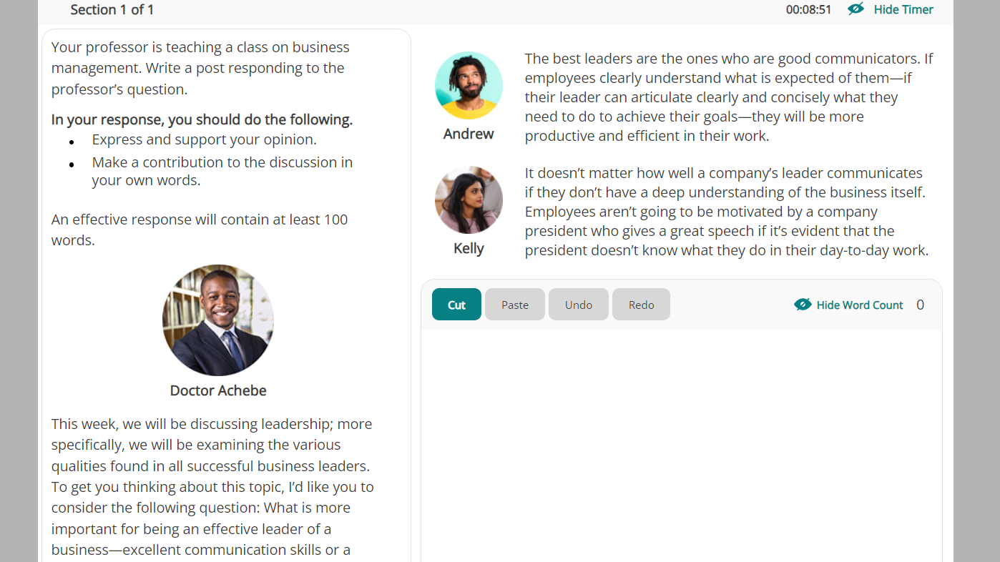 Section 1 of 1
00:08:51
Hide Timer
Your professor is teaching a class on business
management. Write a post responding to the
professor’s question.
In your response, you should do the following.
• Express and support your opinion.
• Make a contribution to the discussion in
your own words.
An effective response will contain at least 100
words.
Doctor Achebe
This week, we will be discussing leadership; more
specifically, we will be examining the various
qualities found in all successful business leaders.
To get you thinking about this topic, I’d like you to
consider the following question: What is more
important for being an effective leader of a
business—excellent communication skills or a
The best leaders are the ones who are good communicators. If
employees clearly understand what is expected of them—if
their leader can articulate clearly and concisely what they
need to do to achieve their goals—they will be more
productive and efficient in their work.
Andrew
It doesn’t matter how well a company’s leader communicates
if they don’t have a deep understanding of the business itself.
Employees aren’t going to be motivated by a company
president who gives a great speech if it’s evident that the
president doesn’t know what they do in their day-to-day work.
Kelly
Cut
Paste
Undo
Redo
Hide Word Count
0